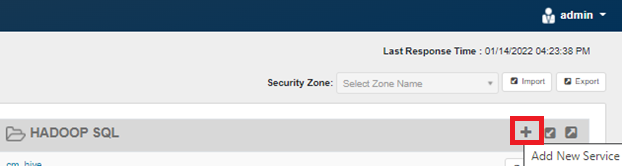 admin
Last Response Time : 01/14/2022 04:23:38 PM
Security Zone: Select Zone Name Import Export
HADOOP SQL
Add New Service
cm_hive